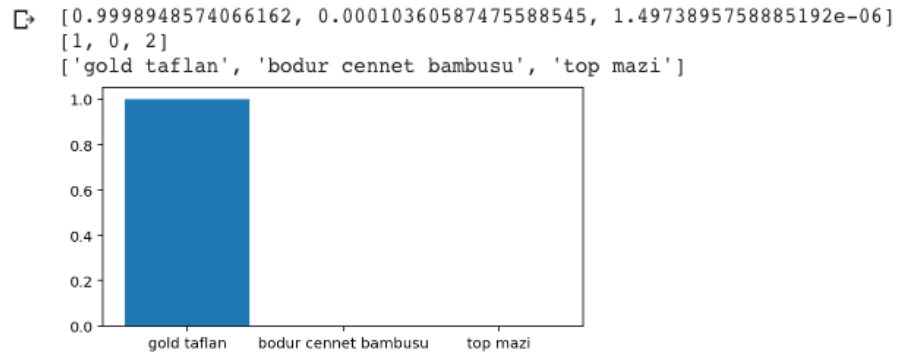 [0.9998948574066162, 0.00010360587475588545, 1.4973895758885192e-06]
[1, 0, 2]
['gold taflan', 'bodur cennet bambusu', 'top mazi']
1.0
0.8
0.6
0.4
0.2
0.0
gold taflan bodur cennet bambusu top mazi